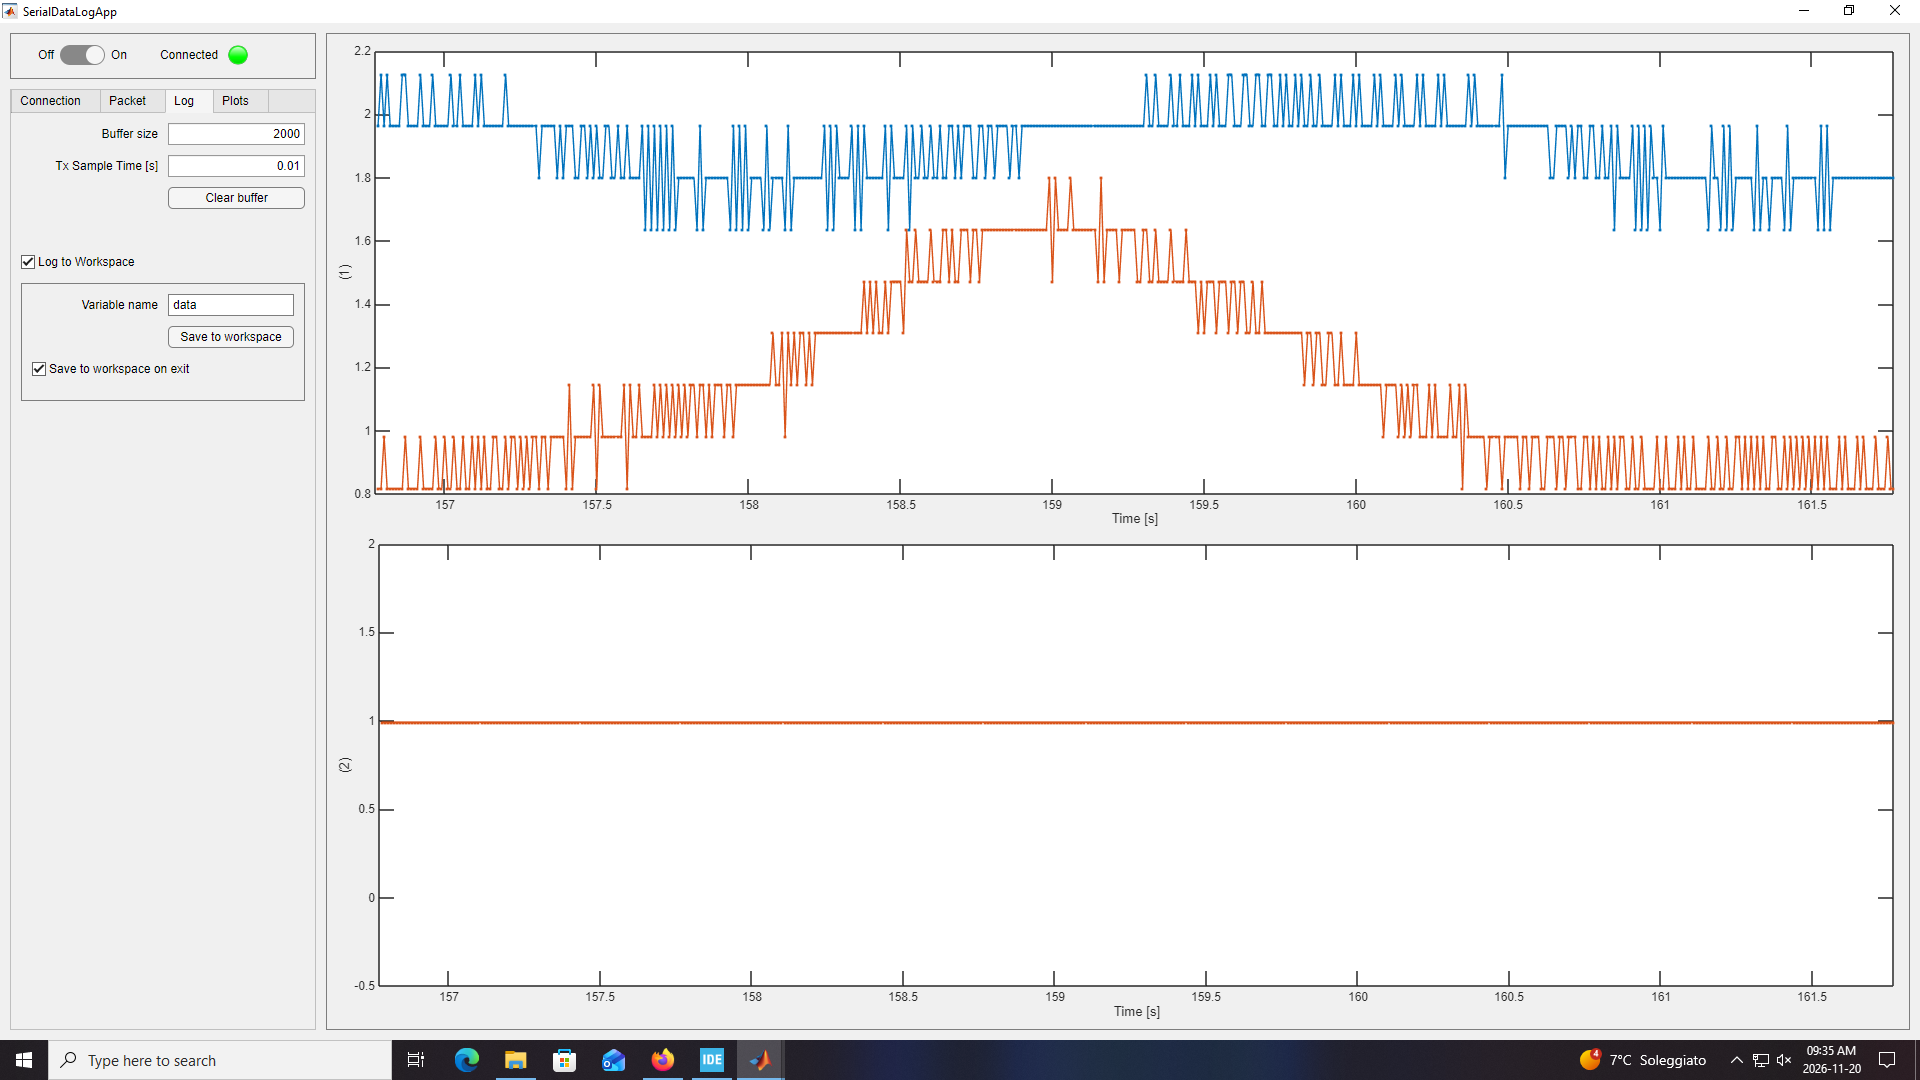 SerialDataLogApp
Off On Connected
Connection Packet Log Plots
Buffer size 2000
Tx Sample Time [s] 0.01
Clear buffer
Log to Workspace
Variable name data
Save to workspace
Save to workspace on exit
2.2
2
1.8
1.6
1.4
1.2
1
0.8
(1)
157 157.5 158 158.5 159 159.5 160 160.5 161 161.5
Time [s]
2
1.5
1
0.5
0
-0.5
(2)
157 157.5 158 158.5 159 159.5 160 160.5 161 161.5
Time [s]
Type here to search
IDE
4
7°C Soleggiato
09:35 AM
2026-11-20